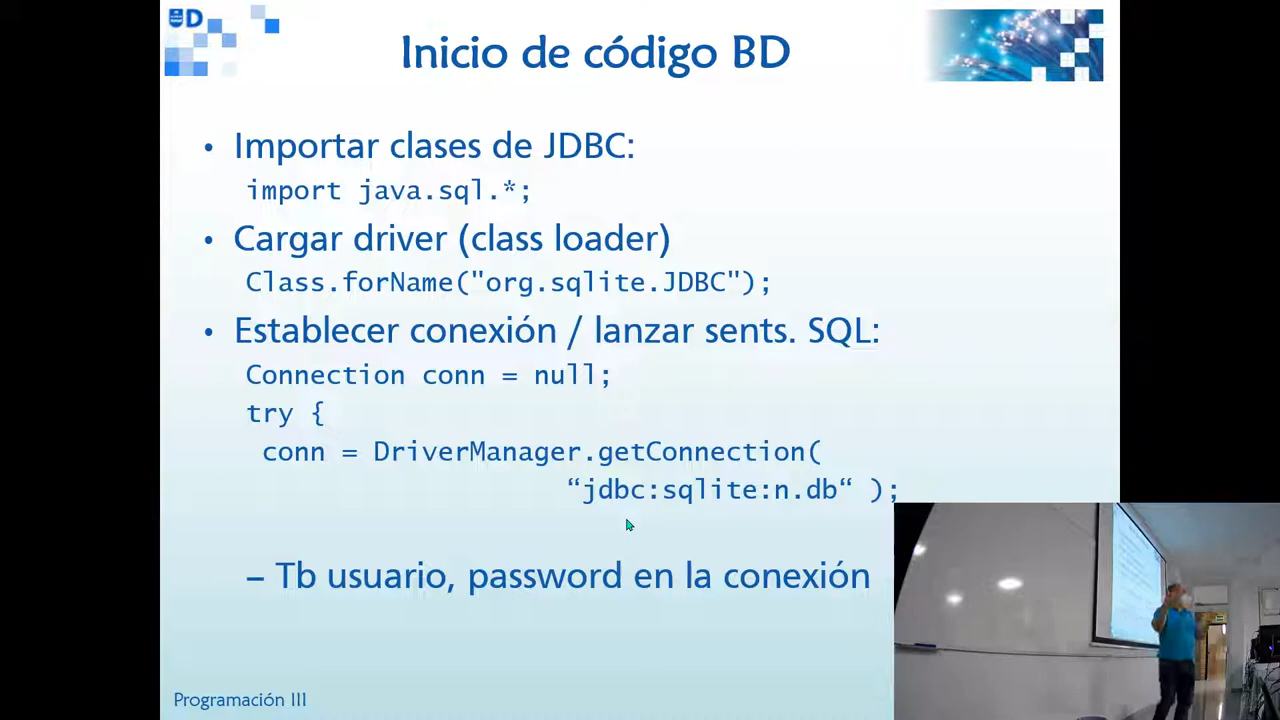 UD
Inicio de código BD
• Importar clases de JDBC:
import java.sql.*;
• Cargar driver (class loader)
Class.forName("org.sqlite.JDBC");
• Establecer conexión / lanzar sents. SQL:
Connection conn = null;
try {
conn = DriverManager.getConnection(
“jdbc:sqlite:n.db“ );
– Tb usuario, password en la conexión
Programación III